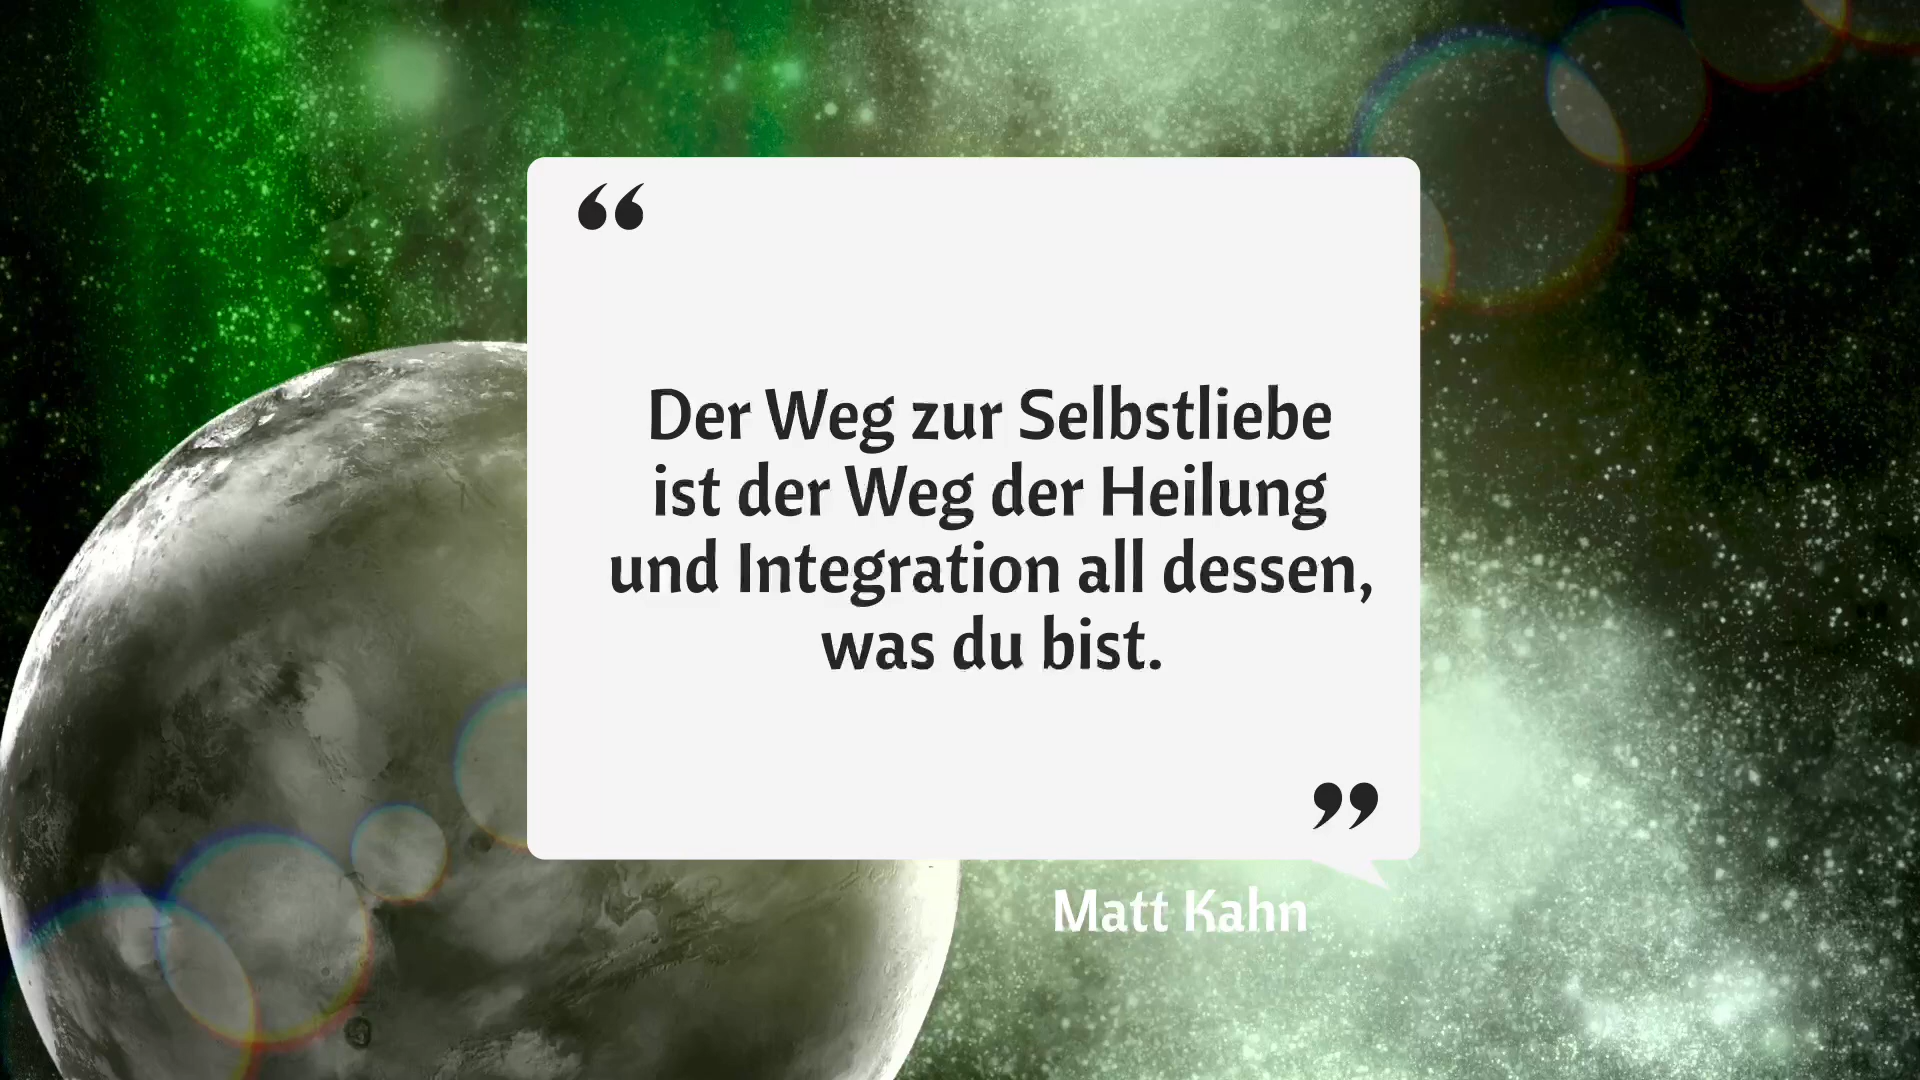 “
Der Weg zur Selbstliebe
ist der Weg der Heilung
und Integration all dessen,
was du bist.
”
Matt Kahn